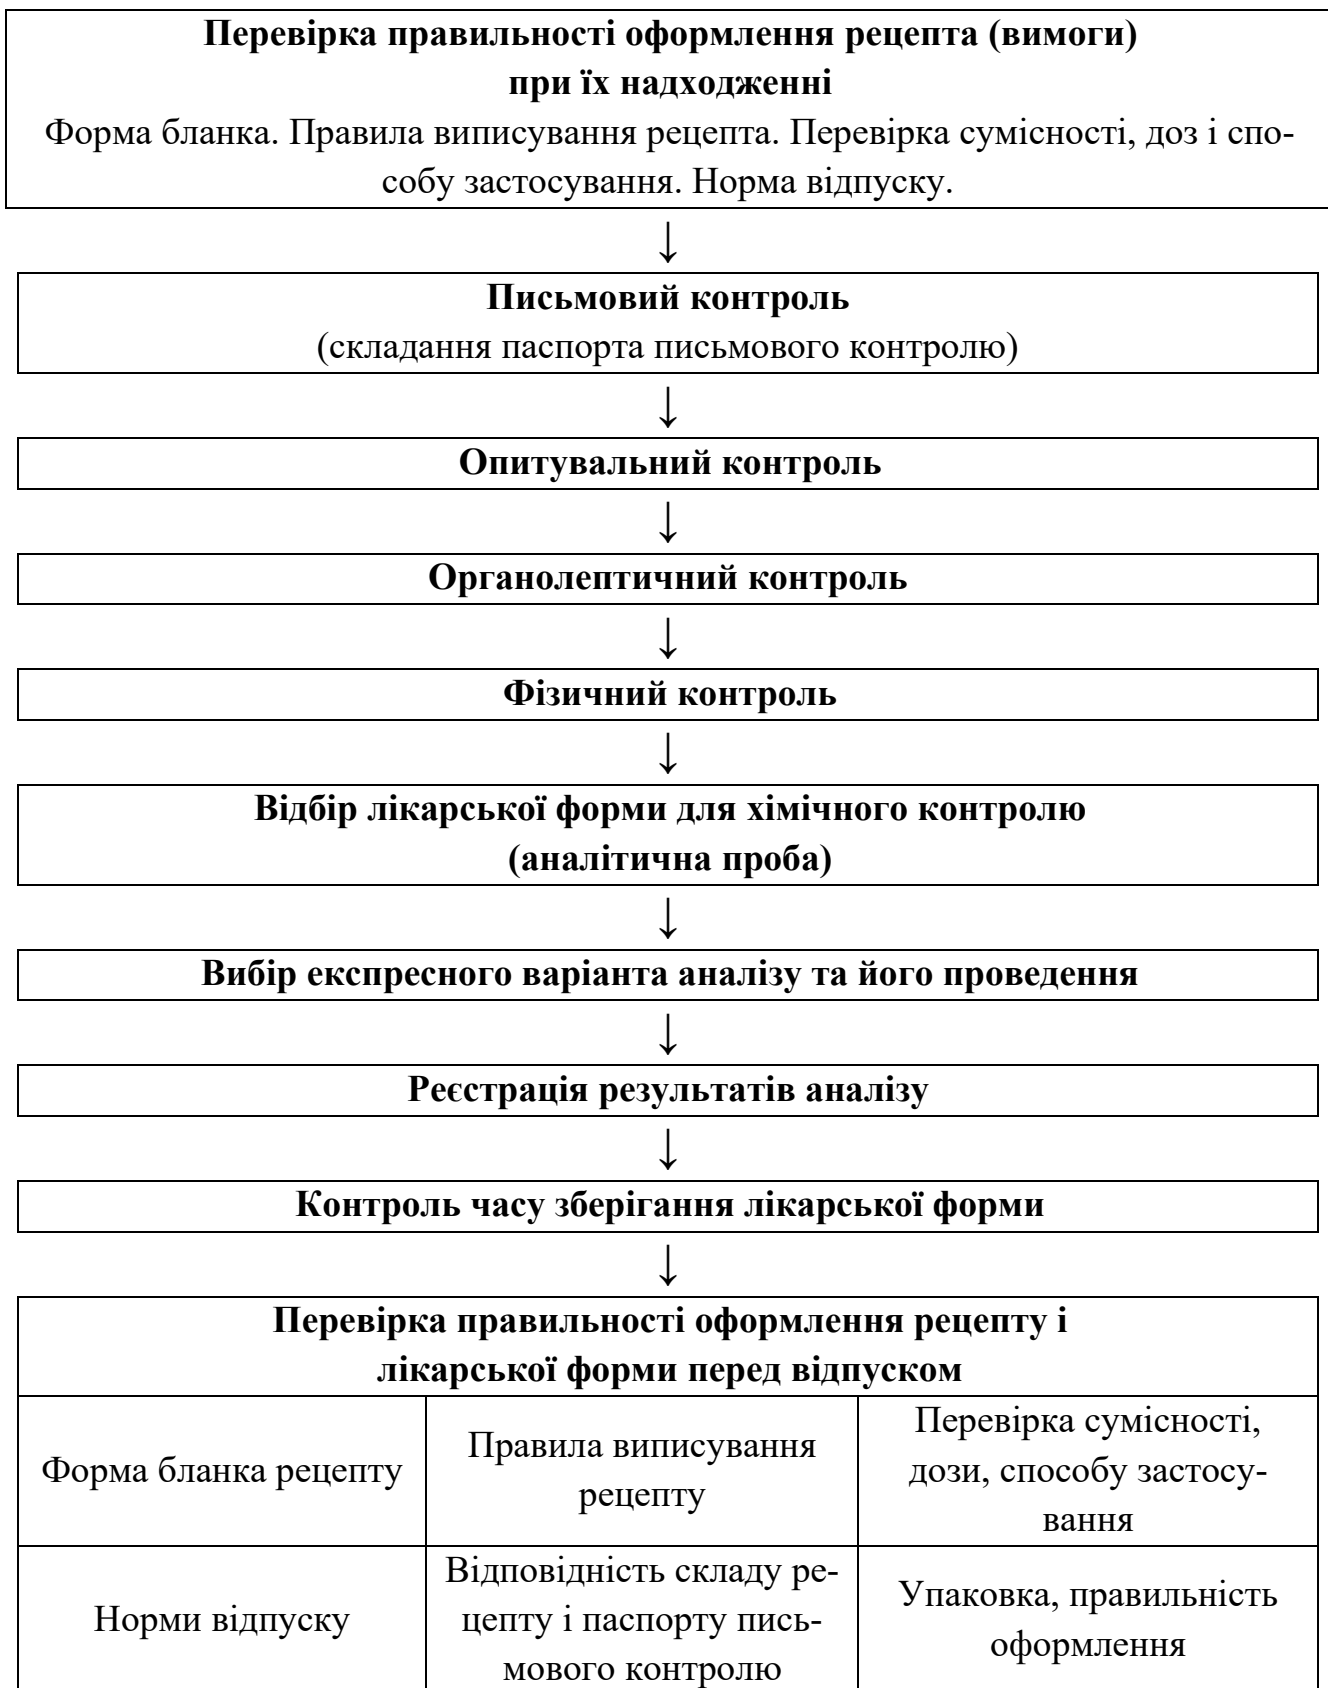 Перевірка правильності оформлення рецепта (вимоги)
при їх надходженні
Форма бланка. Правила виписування рецепта. Перевірка сумісності, доз і спо-
собу застосування. Норма відпуску.
↓
Письмовий контроль
(складання паспорта письмового контролю)
↓
Опитувальний контроль
↓
Органолептичний контроль
↓
Фізичний контроль
↓
Відбір лікарської форми для хімічного контролю
(аналітична проба)
↓
Вибір експресного варіанта аналізу та його проведення
↓
Реєстрація результатів аналізу
↓
Контроль часу зберігання лікарської форми
↓
Перевірка правильності оформлення рецепту і
лікарської форми перед відпуском
Форма бланка рецепту
Правила виписування
рецепту
Перевірка сумісності,
дози, способу застосу-
вання
Норми відпуску
Відповідність складу ре-
цепту і паспорту пись-
мового контролю
Упаковка, правильність
оформлення